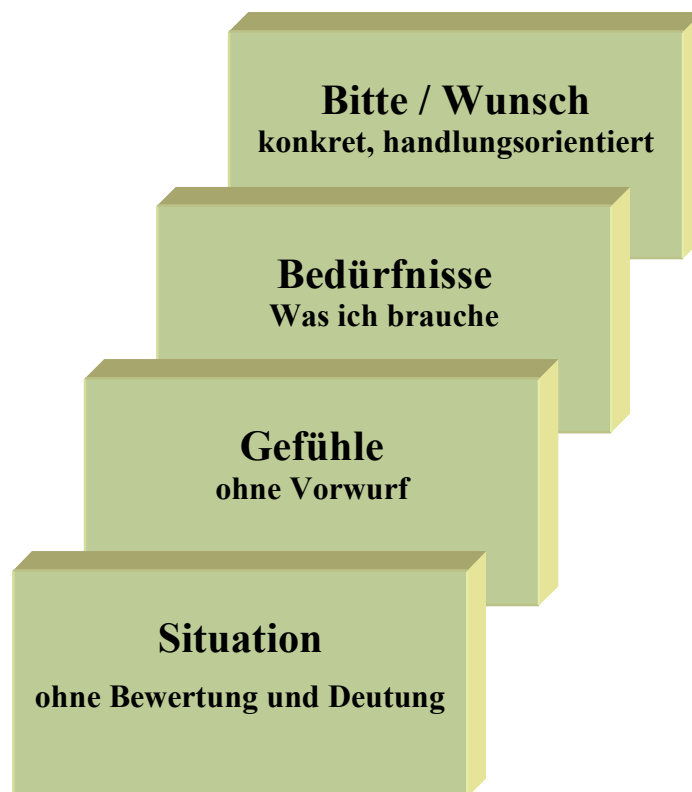 Bitte / Wunsch
konkret, handlungsorientiert
Bedürfnisse
Was ich brauche
Gefühle
ohne Vorwurf
Situation
ohne Bewertung und Deutung